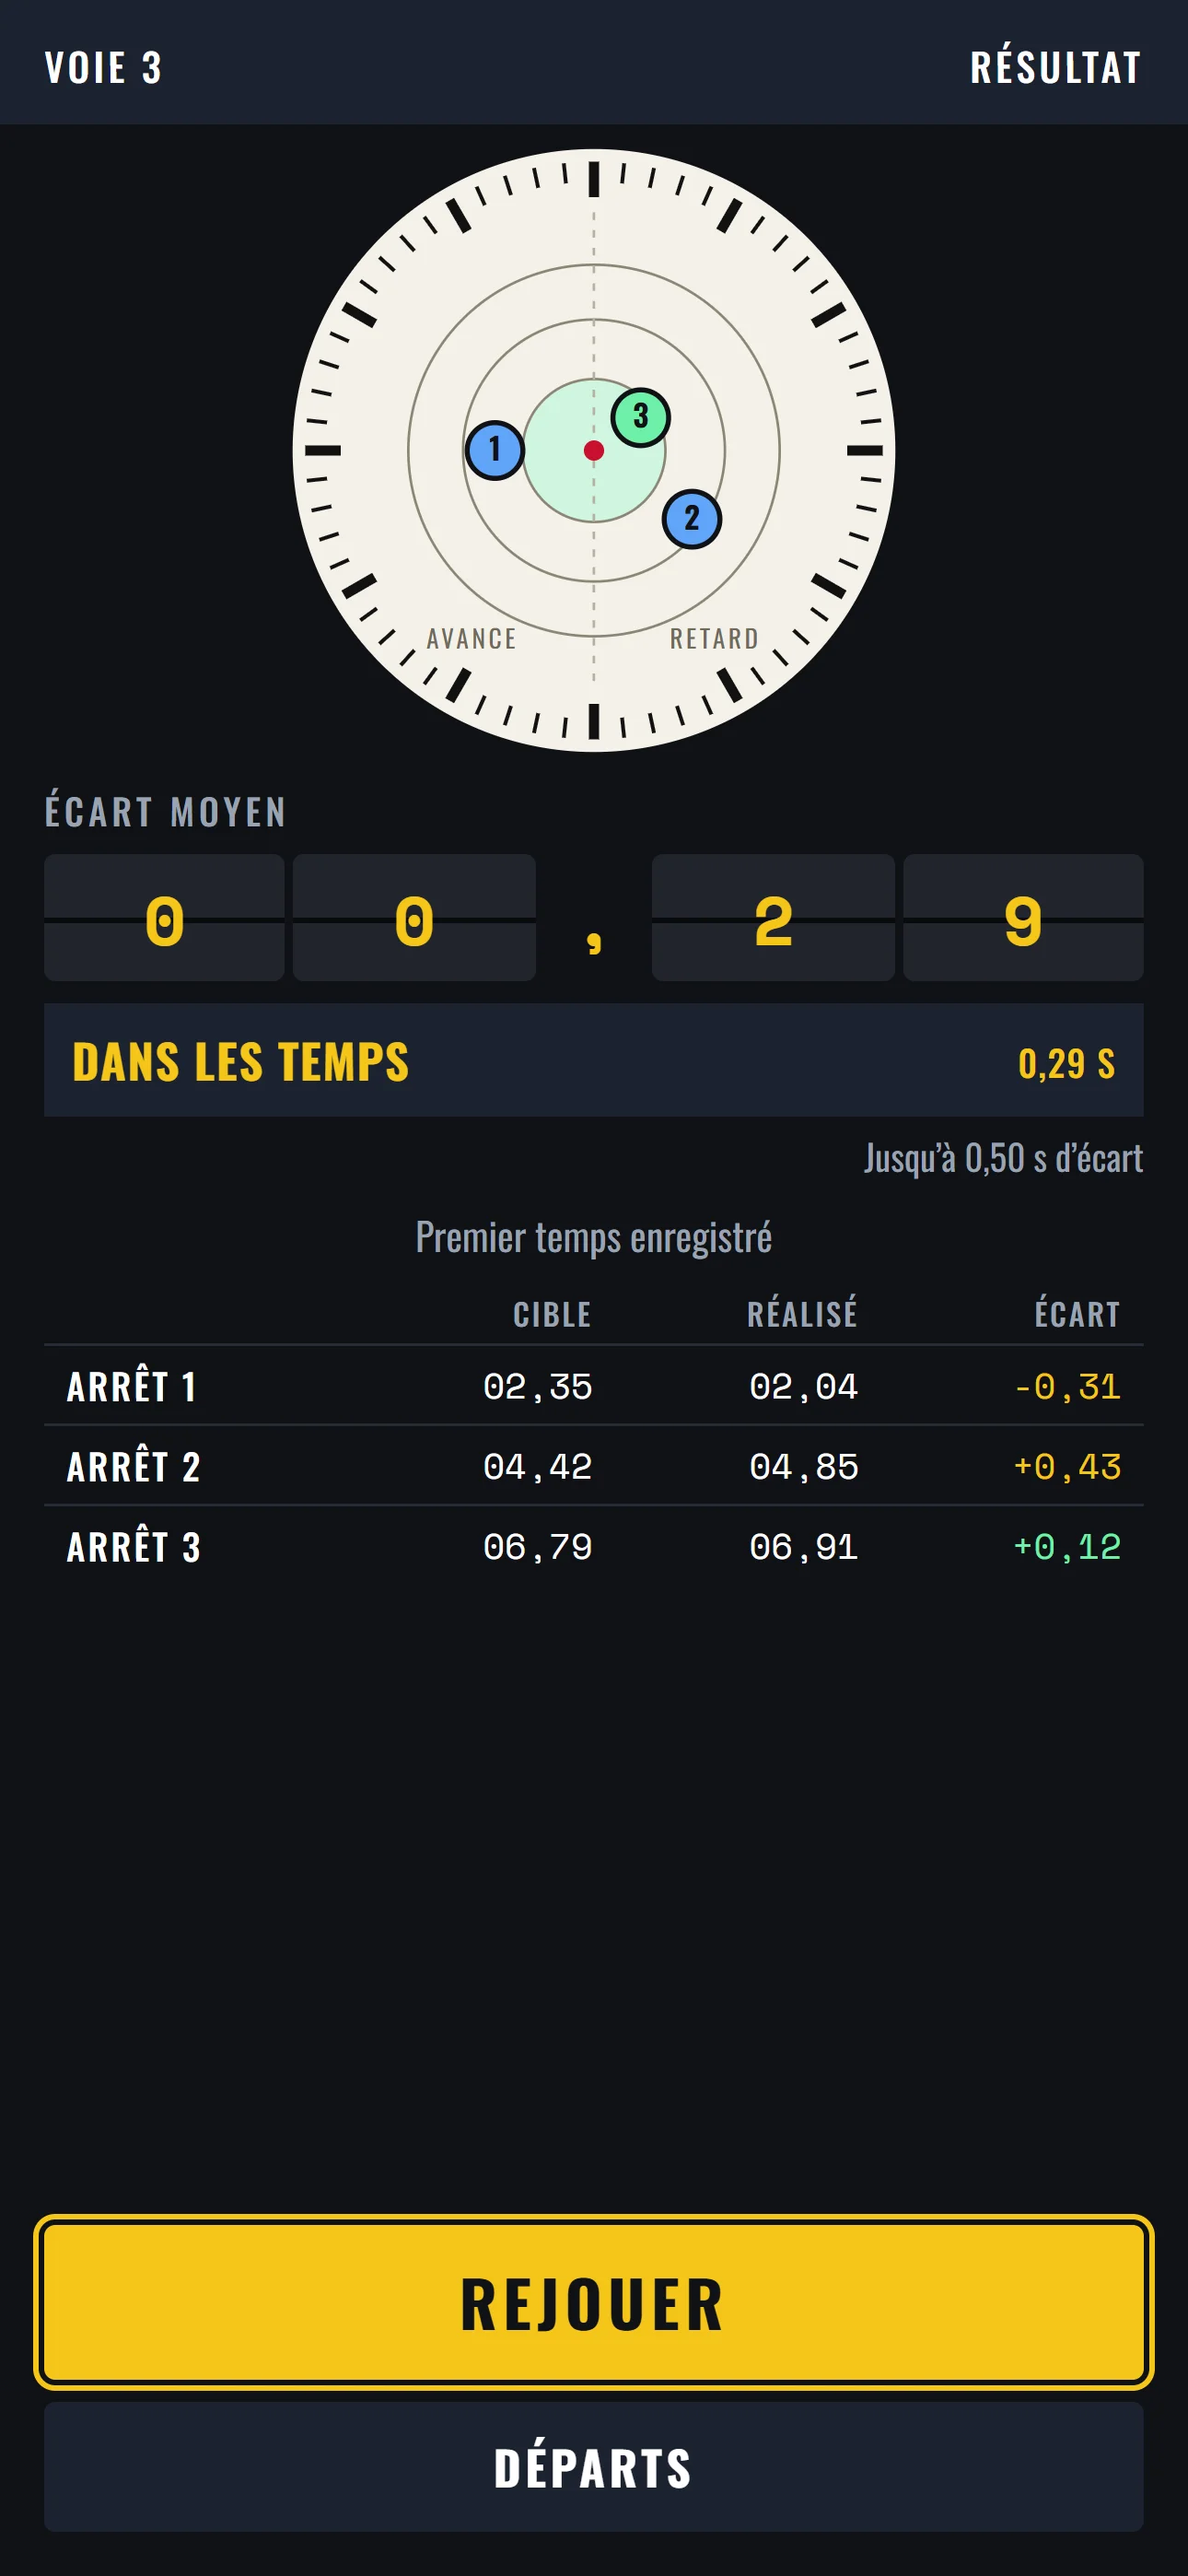 VOIE 3 RÉSULTAT
3
1
2
AVANCE RETARD
ÉCART MOYEN
0 0 , 2 9
DANS LES TEMPS 0,29 S
Jusqu’à 0,50 s d’écart
Premier temps enregistré
CIBLE RÉALISÉ ÉCART
ARRÊT 1 02,35 02,04 -0,31
ARRÊT 2 04,42 04,85 +0,43
ARRÊT 3 06,79 06,91 +0,12
REJOUER
DÉPARTS